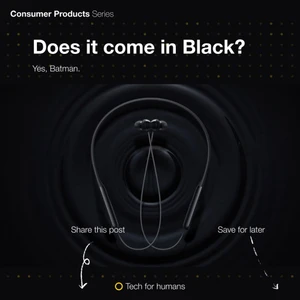 Consumer Products Series
Does it come in Black?
Yes, Batman.
Share this post
Save for later
Tech for humans